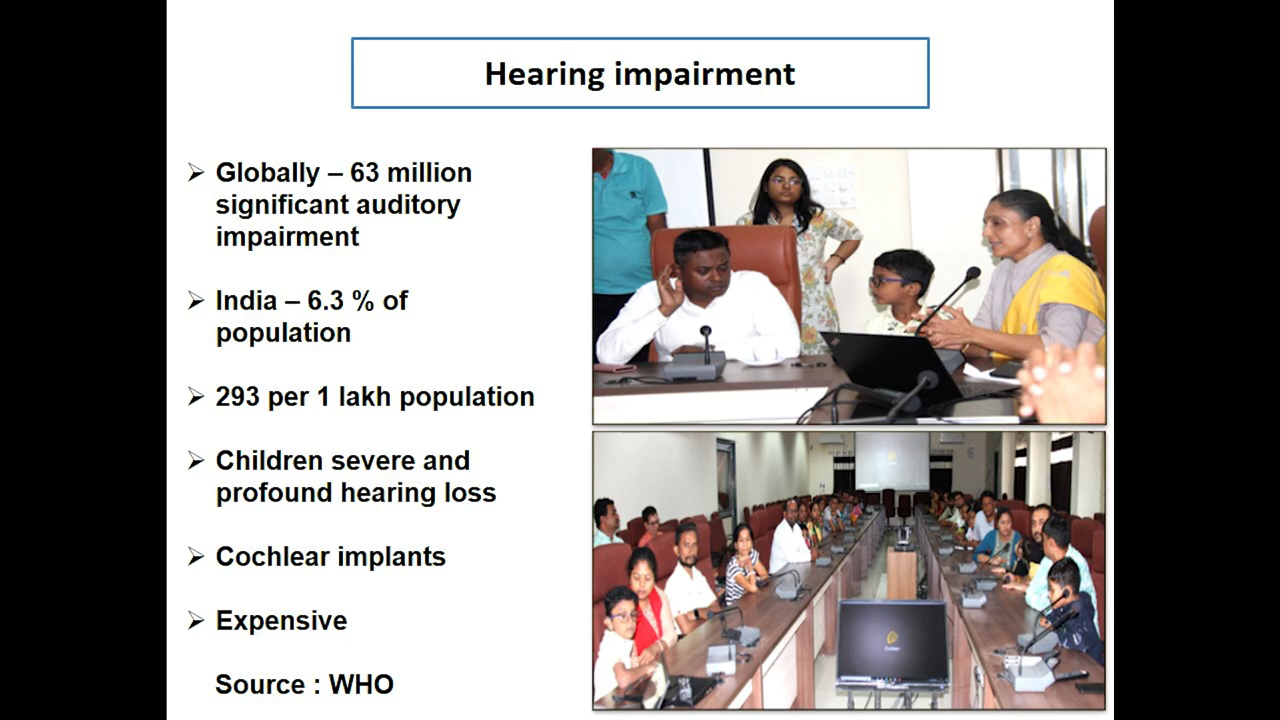 Hearing impairment
➢ Globally – 63 million
significant auditory
impairment
➢ India – 6.3 % of
population
➢ 293 per 1 lakh population
➢ Children severe and
profound hearing loss
➢ Cochlear implants
➢ Expensive
Source : WHO